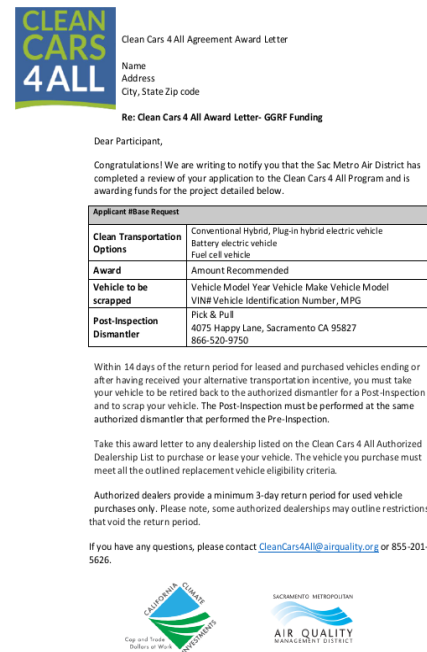 CLEAN
CARS
4 ALL
Clean Cars 4 All Agreement Award Letter
Name
Address
City, State Zip code
Re: Clean Cars 4 All Award Letter- GGRF Funding
Dear Participant,
Congratulations! We are writing to notify you that the Sac Metro Air District has
completed a review of your application to the Clean Cars 4 All Program and is
awarding funds for the project detailed below.
Applicant #Base Request
Clean Transportation
Options
Conventional Hybrid, Plug-in hybrid electric vehicle
Battery electric vehicle
Fuel cell vehicle
Award
Amount Recommended
Vehicle to be
scrapped
Vehicle Model Year Vehicle Make Vehicle Model
VIN# Vehicle Identification Number, MPG
Post-Inspection
Dismantler
Pick & Pull
4075 Happy Lane, Sacramento CA 95827
866-520-9750
Within 14 days of the return period for leased and purchased vehicles ending or
after having received your alternative transportation incentive, you must take
your vehicle to be retired back to the authorized dismantler for a Post-Inspection
and to scrap your vehicle. The Post-Inspection must be performed at the same
authorized dismantler that performed the Pre-Inspection.
Take this award letter to any dealership listed on the Clean Cars 4 All Authorized
Dealership List to purchase or lease your vehicle. The vehicle you purchase must
meet all the outlined replacement vehicle eligibility criteria.
Authorized dealers provide a minimum 3-day return period for used vehicle
purchases only. Please note, some authorized dealerships may outline restrictions
that void the return period.
If you have any questions, please contact CleanCars4All@airquality.org or 855-201-
5626.
CALIFORNIA CLIMATE
INVESTMENTS
Cap and Trade
Dollars at Work
SACRAMENTO METROPOLITAN
AIR QUALITY
MANAGEMENT DISTRICT